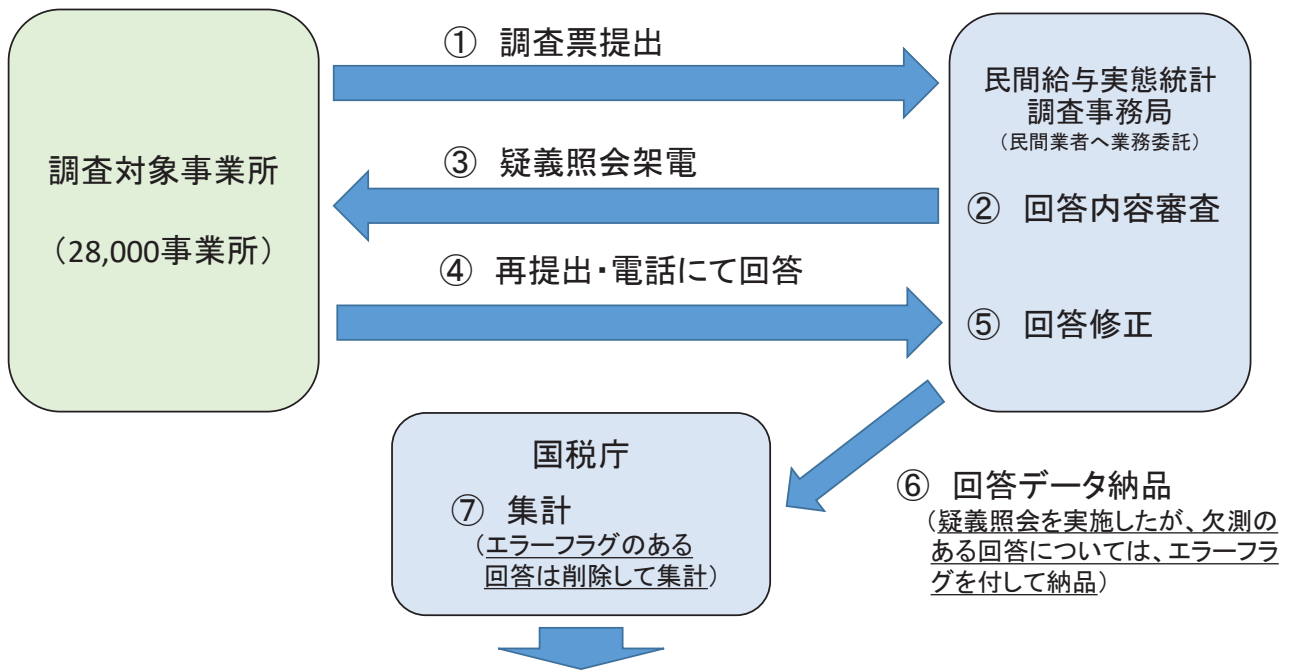 ① 調査票提出
民間給与実態統計
調査事務局
（民間業者へ業務委託）
調査対象事業所
（28,000事業所）
③ 疑義照会架電
② 回答内容審査
④ 再提出・電話にて回答
⑤ 回答修正
国税庁
⑦ 集計
（エラーフラグのある
回答は削除して集計）
⑥ 回答データ納品
（疑義照会を実施したが、欠測の
ある回答については、エラーフラ
グを付して納品）